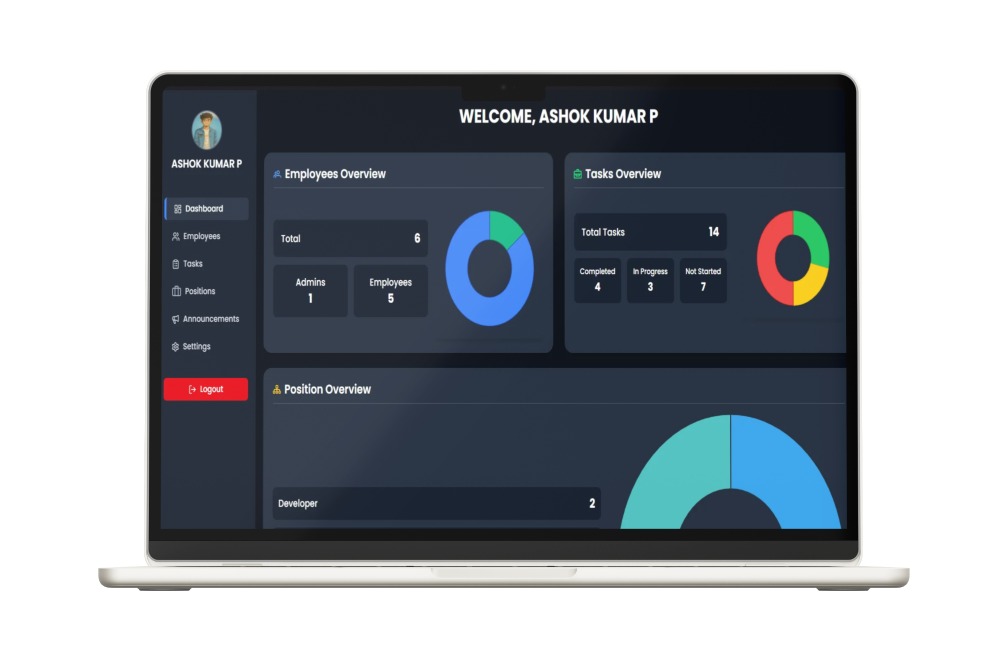 ASHOK KUMAR P
Dashboard
Employees
Tasks
Positions
Announcements
Settings
Logout
WELCOME, ASHOK KUMAR P
Employees Overview
Total 6
Admins
1
Employees
5
Tasks Overview
Total Tasks 14
Completed
4
In Progress
3
Not Started
7
Position Overview
Developer 2